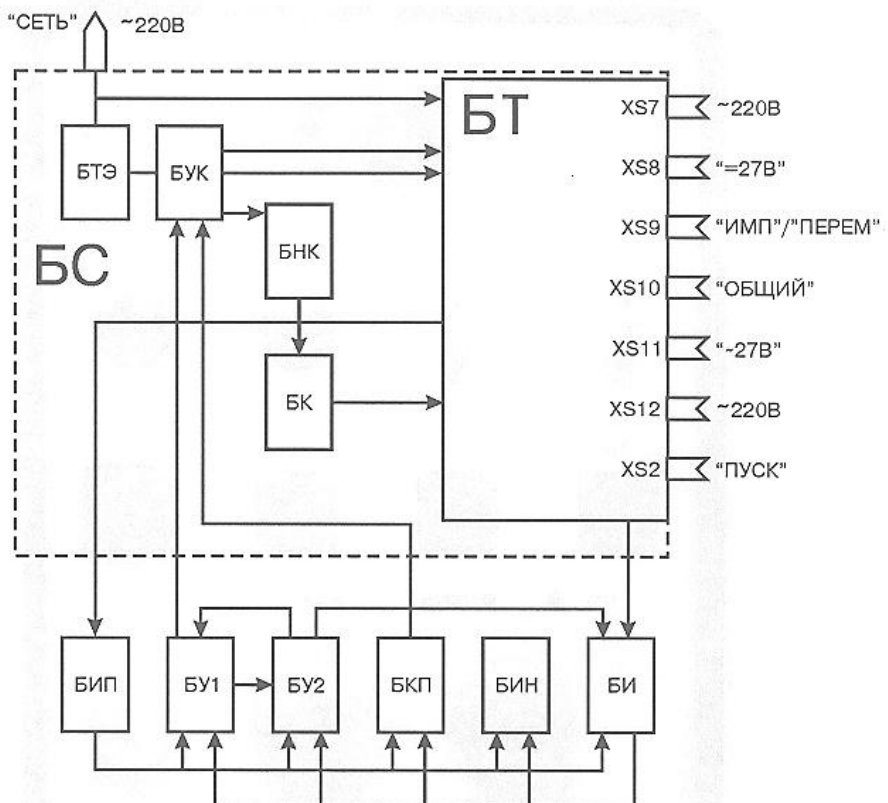 “СЕТЬ” ~220В
БТ
XS7 ~220В
БТЭ БУК
XS8 “=27В”
XS9 “ИМП”/”ПЕРЕМ”
БНК
БС
XS10 “ОБЩИЙ”
XS11 “~27В”
БК
XS12 ~220В
XS2 “ПУСК”
БИП БУ1 БУ2 БКП БИН БИ